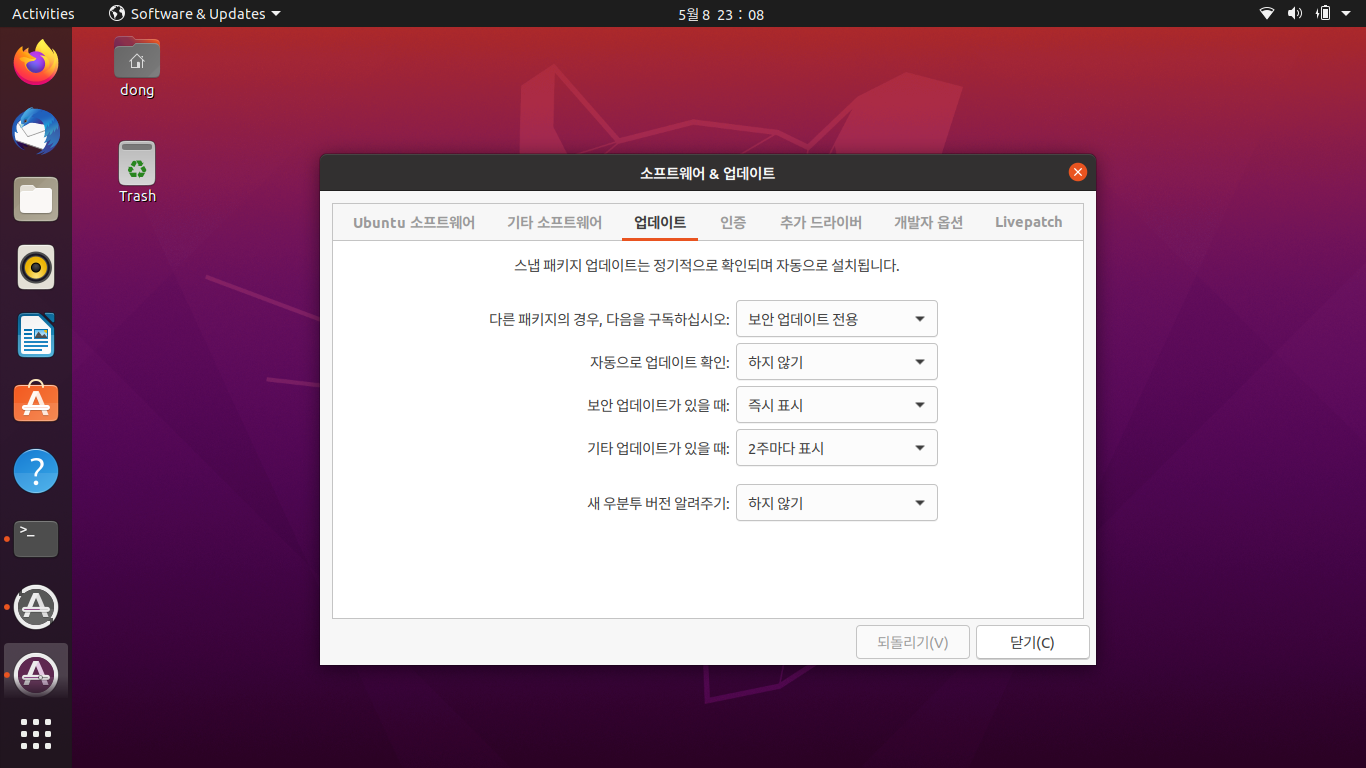 Activities
Software & Updates
5월 8 23 : 08
dong
Trash
소프트웨어 & 업데이트
Ubuntu 소프트웨어
기타 소프트웨어
업데이트
인증
추가 드라이버
개발자 옵션
Livepatch
스냅 패키지 업데이트는 정기적으로 확인되며 자동으로 설치됩니다.
다른 패키지의 경우, 다음을 구독하십시오: 보안 업데이트 전용
자동으로 업데이트 확인: 하지 않기
보안 업데이트가 있을 때: 즉시 표시
기타 업데이트가 있을 때: 2주마다 표시
새 우분투 버전 알려주기: 하지 않기
되돌리기(V)
닫기(C)